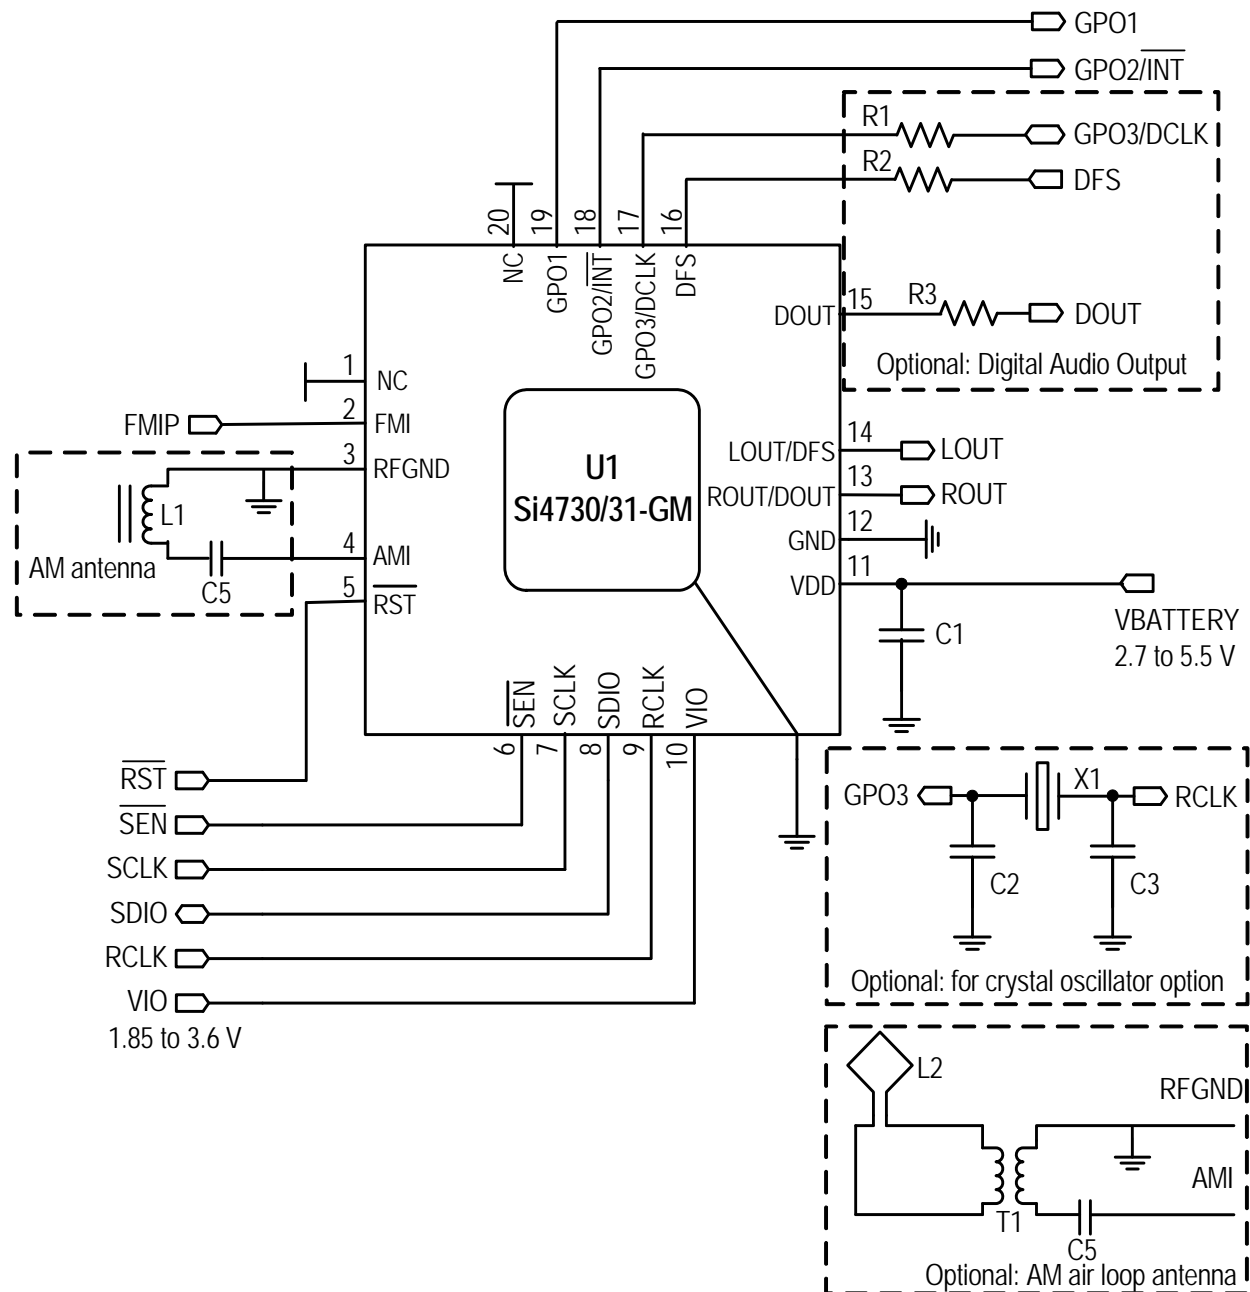 GPO1
GPO2/INT
R1
GPO3/DCLK
R2
DFS
20
19
18
17
16
NC
GPO1
GPO2/INT
GPO3/DCLK
DFS
DOUT
15
R3
DOUT
Optional: Digital Audio Output
1
NC
FMIP
2
FMI
3
RFGND
L1
AM antenna
C5
4
AMI
5
RST
U1
Si4730/31-GM
LOUT/DFS
14
LOUT
ROUT/DOUT
13
ROUT
GND
12
VDD
11
C1
VBATTERY
2.7 to 5.5 V
SEN
SCLK
SDIO
RCLK
VIO
6
7
8
9
10
RST
SEN
SCLK
SDIO
RCLK
VIO
1.85 to 3.6 V
GPO3
X1
RCLK
C2
C3
Optional: for crystal oscillator option
L2
RFGND
AMI
T1
C5
Optional: AM air loop antenna